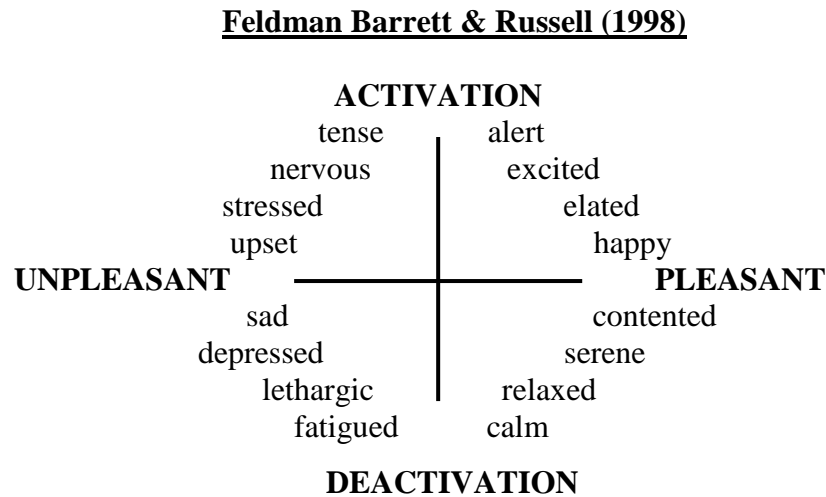 Feldman Barrett & Russell (1998)
ACTIVATION
tense alert
nervous excited
stressed elated
upset happy
UNPLEASANT PLEASANT
sad contented
depressed serene
lethargic relaxed
fatigued calm
DEACTIVATION